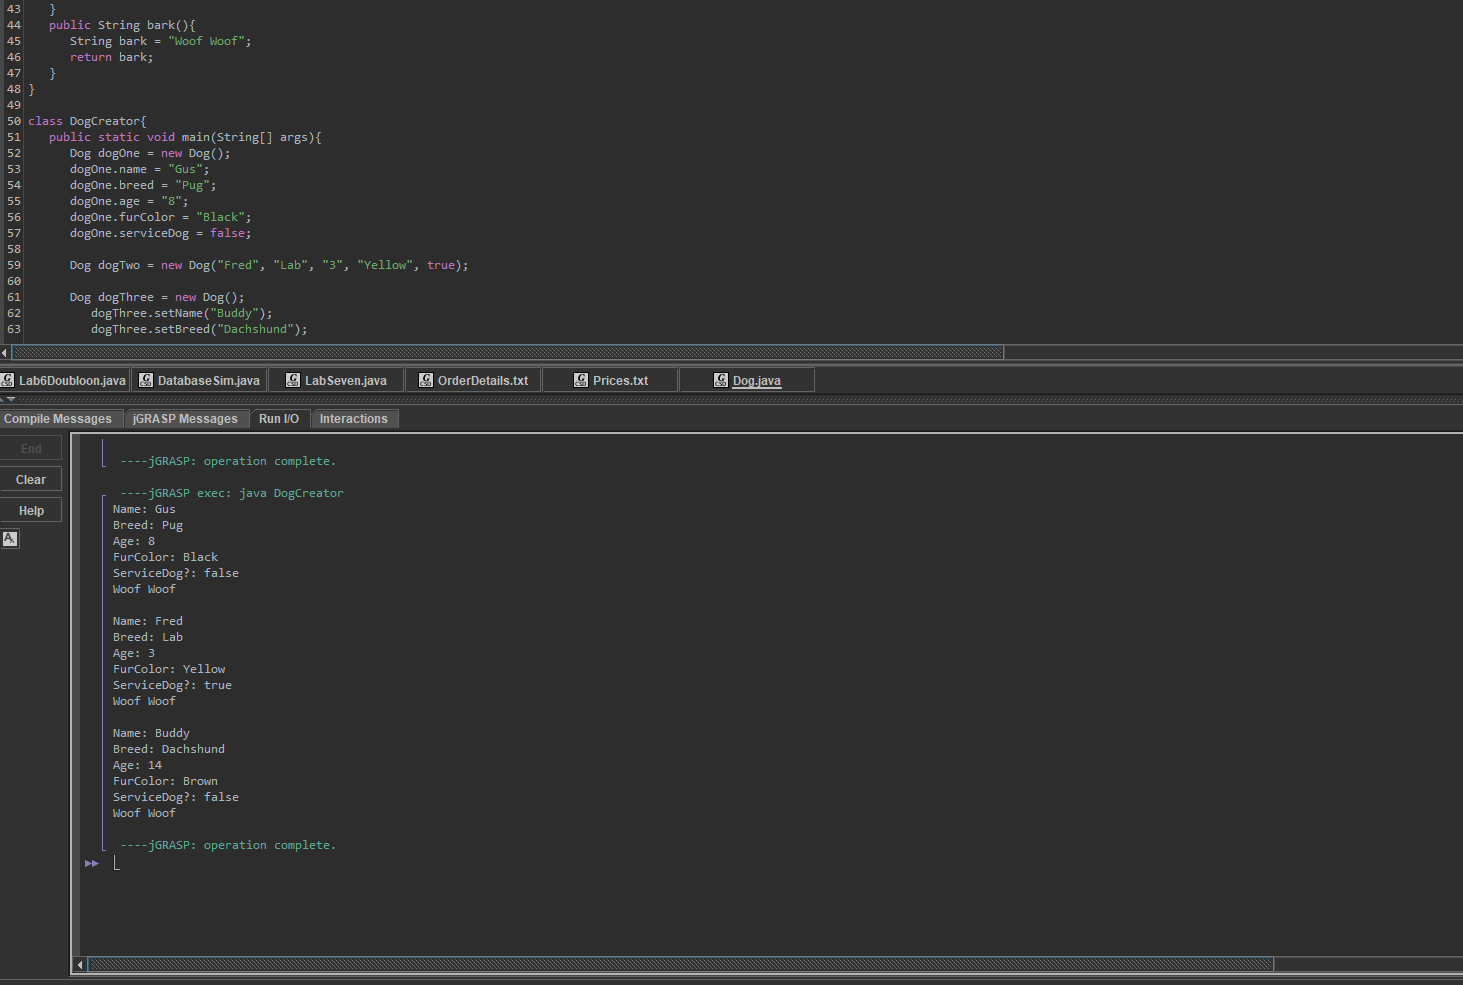 43    }
44    public String bark(){
45       String bark = "Woof Woof";
46       return bark;
47    }
48 }
49
50 class DogCreator{
51    public static void main(String[] args){
52       Dog dogOne = new Dog();
53       dogOne.name = "Gus";
54       dogOne.breed = "Pug";
55       dogOne.age = "8";
56       dogOne.furColor = "Black";
57       dogOne.serviceDog = false;
58
59       Dog dogTwo = new Dog("Fred", "Lab", "3", "Yellow", true);
60
61       Dog dogThree = new Dog();
62          dogThree.setName("Buddy");
63          dogThree.setBreed("Dachshund");
Lab6Doubloon.java DatabaseSim.java LabSeven.java OrderDetails.txt Prices.txt Dog.java
Compile Messages jGRASP Messages Run I/O Interactions
End
Clear
Help
----jGRASP: operation complete.
----jGRASP exec: java DogCreator
Name: Gus
Breed: Pug
Age: 8
FurColor: Black
ServiceDog?: false
Woof Woof
Name: Fred
Breed: Lab
Age: 3
FurColor: Yellow
ServiceDog?: true
Woof Woof
Name: Buddy
Breed: Dachshund
Age: 14
FurColor: Brown
ServiceDog?: false
Woof Woof
----jGRASP: operation complete.